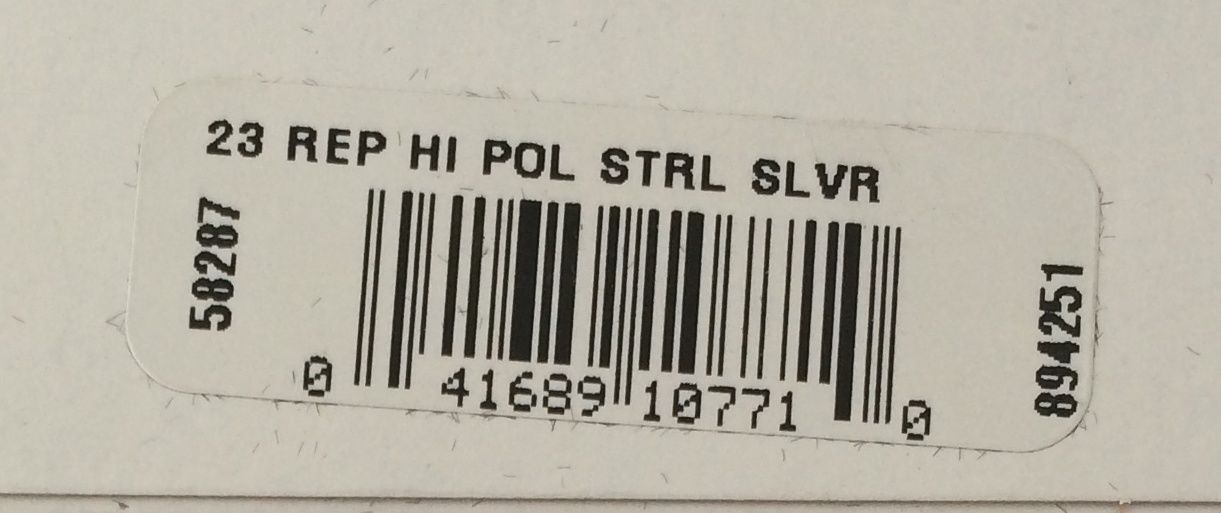 23 REP HI POL STRL SLVR
58287
894251
0 41689 10771 0